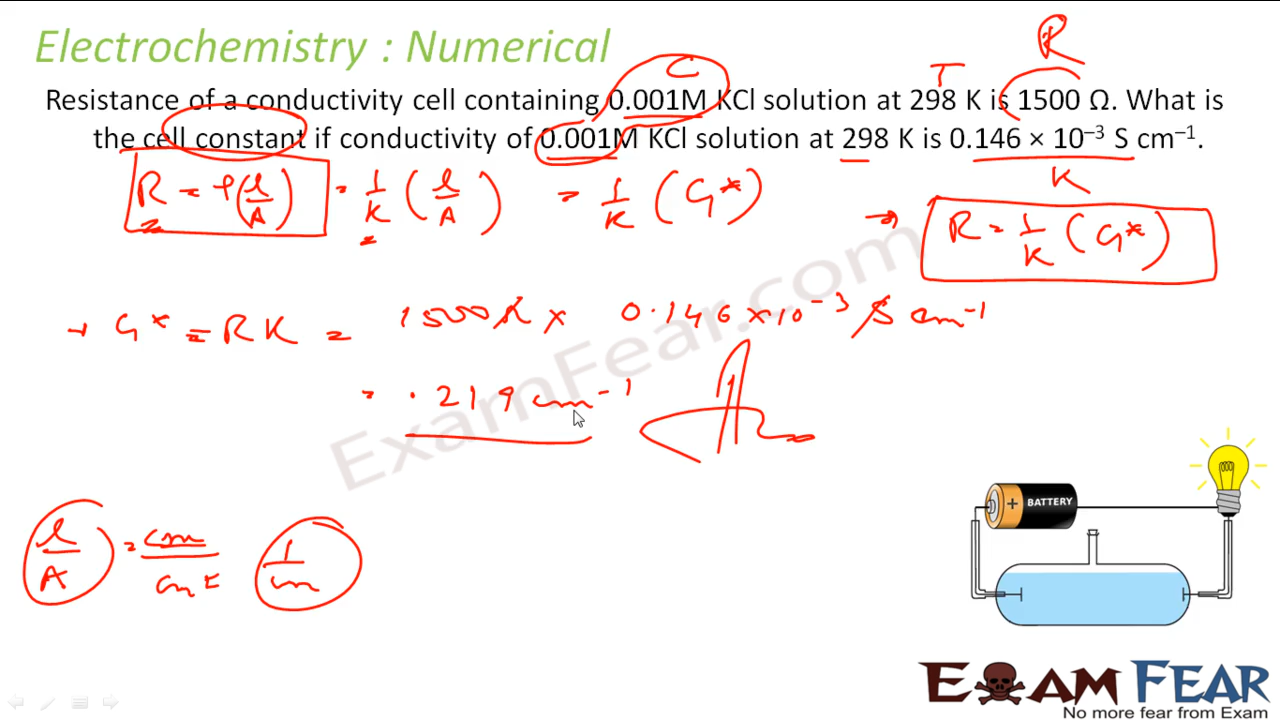 Electrochemistry : Numerical
R
C
T
Resistance of a conductivity cell containing 0.001M KCl solution at 298 K is 1500 Ω. What is
the cell constant if conductivity of 0.001M KCl solution at 298 K is 0.146 × 10⁻³ S cm⁻¹.
K
R = ρ(l/A) = 1/K (l/A) = 1/K (G*)
→ R = 1/K (G*)
→ G* = RK = 1500Ω × 0.146 × 10⁻³ S cm⁻¹
= .219 cm⁻¹
l/A = cm/cm² 1/cm
BATTERY
ExamFear.com
EXAM FEAR
No more fear from Exam